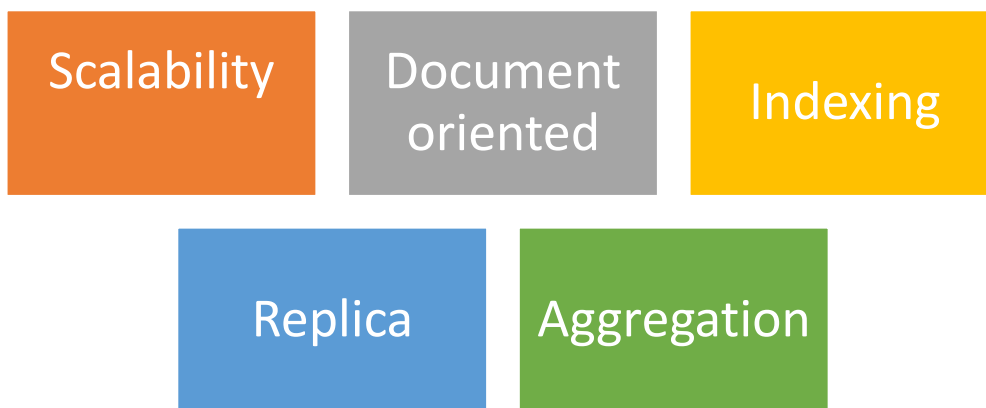 Scalability
Document
oriented
Indexing
Replica
Aggregation